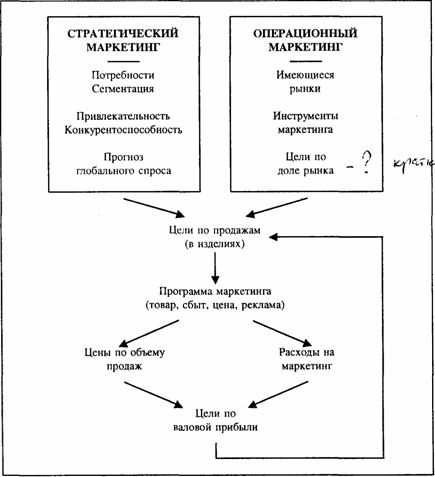 СТРАТЕГИЧЕСКИЙ
МАРКЕТИНГ
Потребности
Сегментация
Привлекательность
Конкурентоспособность
Прогноз
глобального спроса
ОПЕРАЦИОННЫЙ
МАРКЕТИНГ
Имеющиеся
рынки
Инструменты
маркетинга
Цели по
доле рынка
– ? кратк
Цели по продажам
(в изделиях)
Программа маркетинга
(товар, сбыт, цена, реклама)
Цены по объему
продаж
Расходы на
маркетинг
Цели по
валовой прибыли